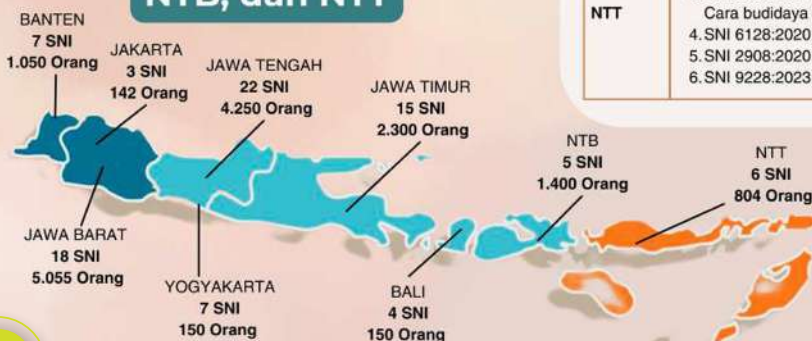 NTB, dan NTT
BANTEN
7 SNI
1.050 Orang
JAKARTA
3 SNI
142 Orang
JAWA TENGAH
22 SNI
4.250 Orang
JAWA TIMUR
15 SNI
2.300 Orang
NTB
5 SNI
1.400 Orang
NTT
6 SNI
804 Orang
JAWA BARAT
18 SNI
5.055 Orang
YOGYAKARTA
7 SNI
150 Orang
BALI
4 SNI
150 Orang
NTT
Cara budidaya
4. SNI 6128:2020
5. SNI 2908:2020
6. SNI 9228:2023